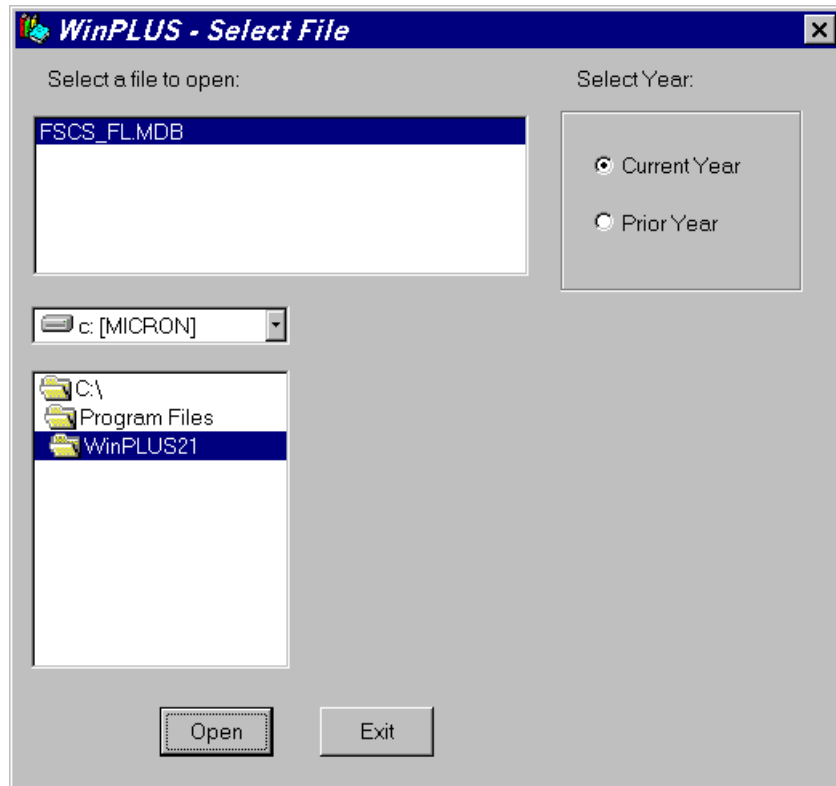 WinPLUS - Select File
Select a file to open:
Select Year:
FSCS_FL.MDB
Current Year
Prior Year
c: [MICRON]
C:\
Program Files
WinPLUS21
Open
Exit